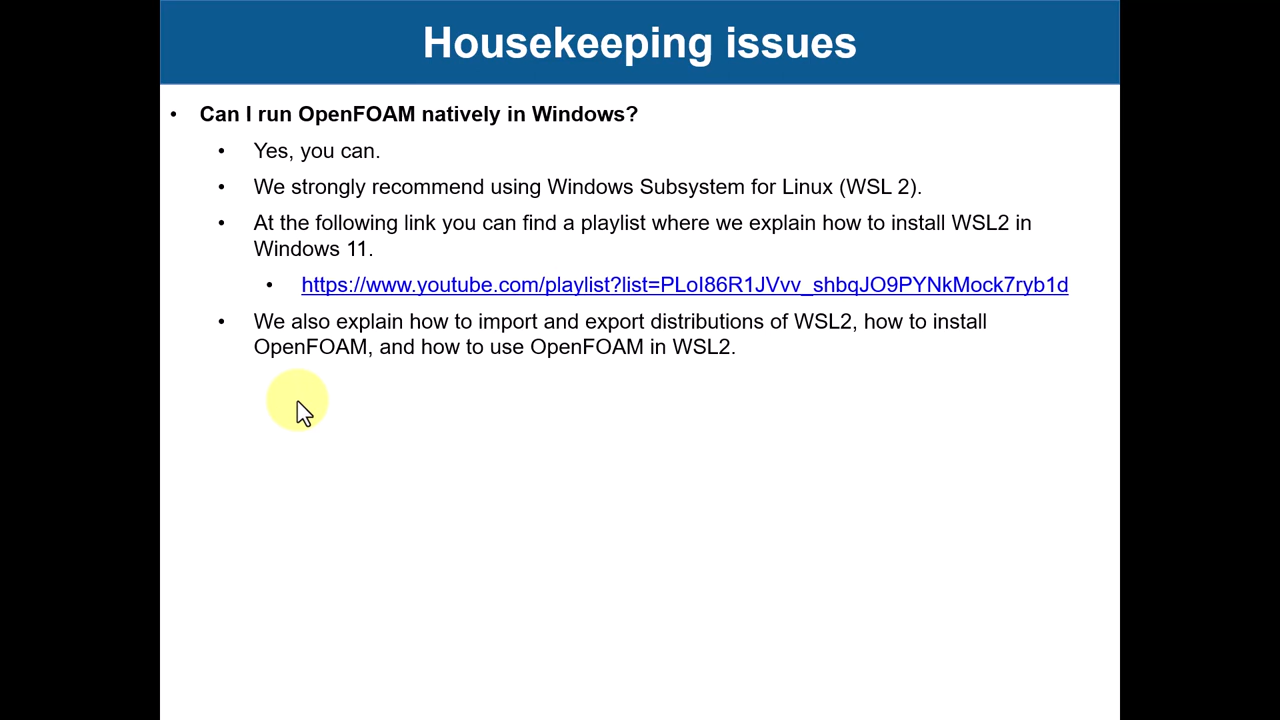 Housekeeping issues
• Can I run OpenFOAM natively in Windows?
• Yes, you can.
• We strongly recommend using Windows Subsystem for Linux (WSL 2).
• At the following link you can find a playlist where we explain how to install WSL2 in
Windows 11.
• https://www.youtube.com/playlist?list=PLoI86R1JVvv_shbqJO9PYNkMock7ryb1d
• We also explain how to import and export distributions of WSL2, how to install
OpenFOAM, and how to use OpenFOAM in WSL2.